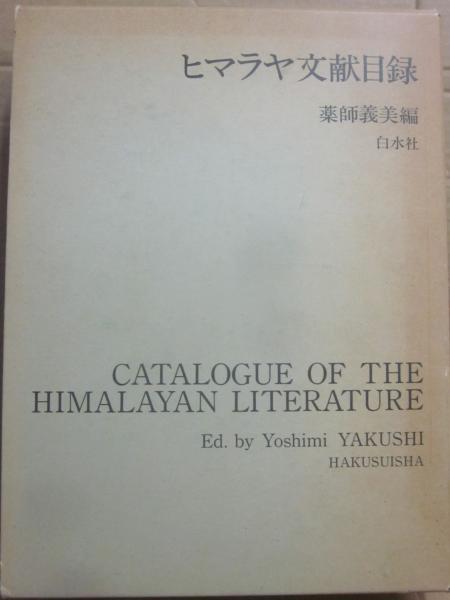 ヒマラヤ文献目録
薬師義美編
白水社
CATALOGUE OF THE
HIMALAYAN LITERATURE
Ed. by Yoshimi YAKUSHI
HAKUSUISHA